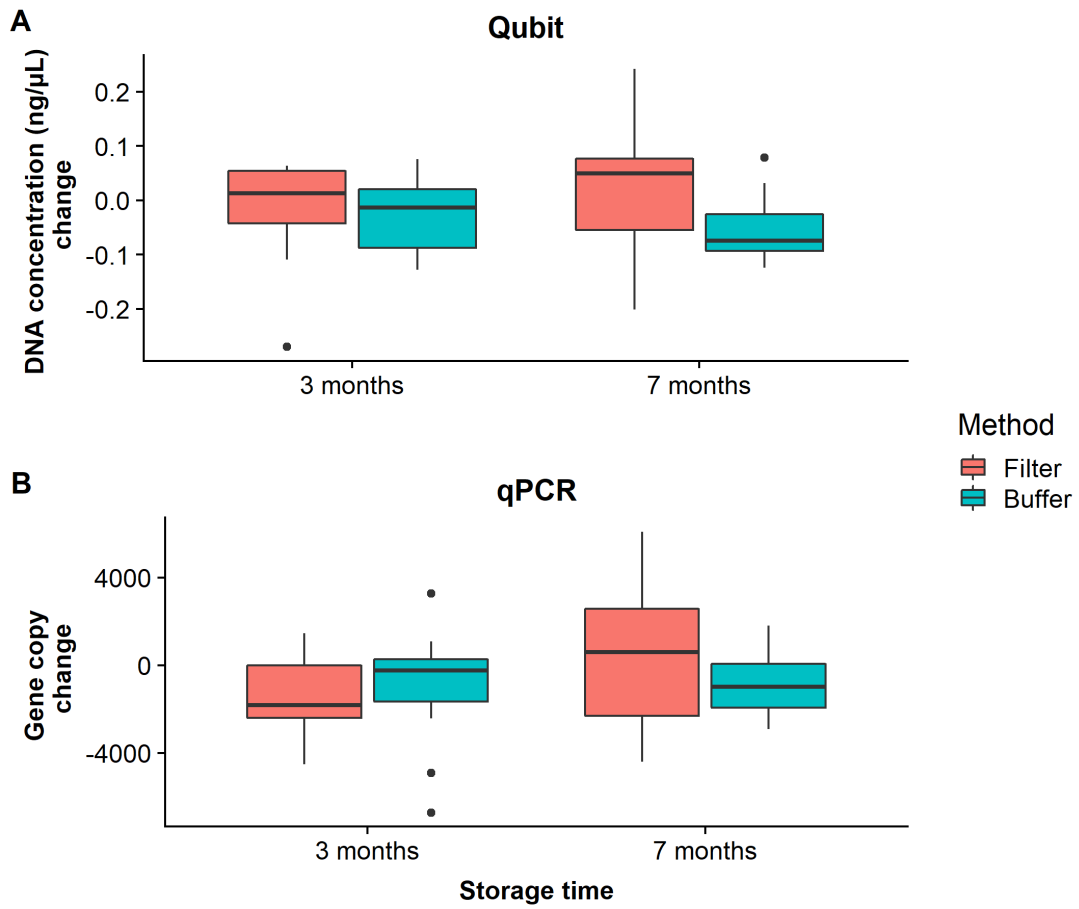 A
Qubit
DNA concentration (ng/µL)
change
0.2
0.1
0.0
-0.1
-0.2
3 months
7 months
Method
Filter
Buffer
B
qPCR
Gene copy
change
4000
0
-4000
3 months
7 months
Storage time